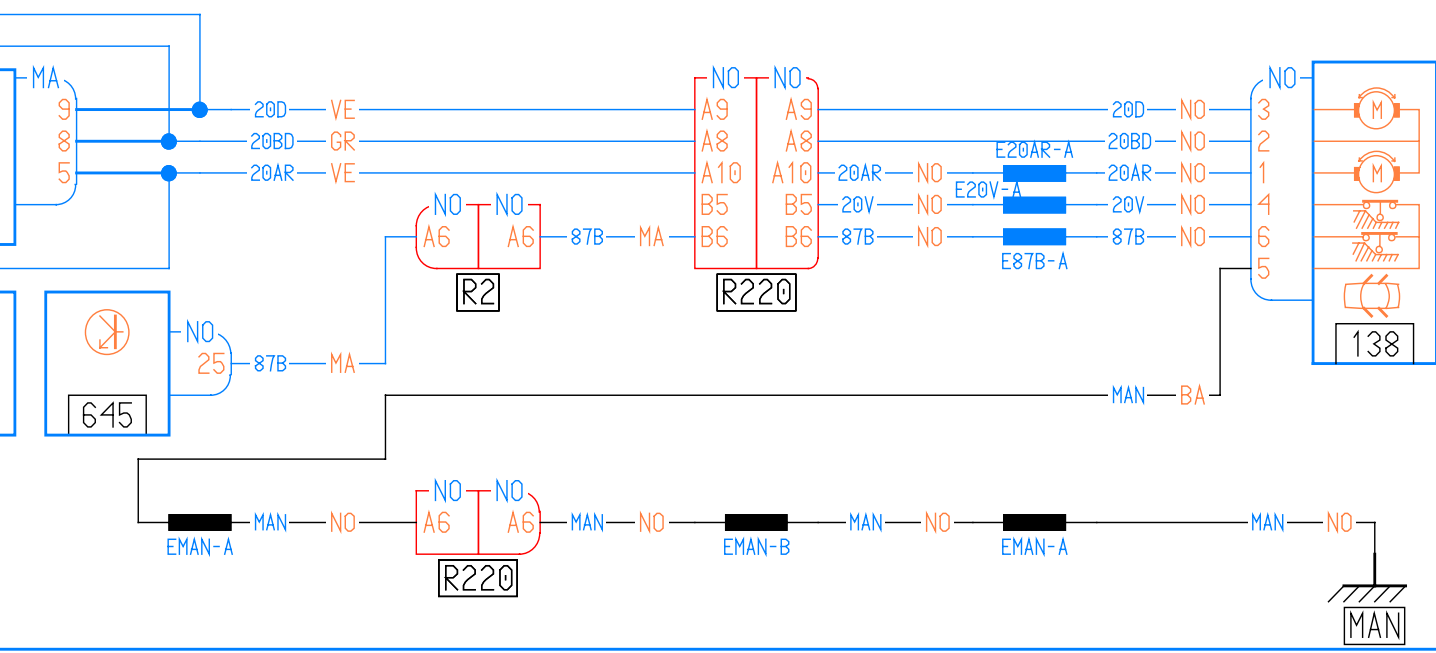 MA NO NO NO
9 20D VE A9 A9 20D NO 3 M
8 20BD GR A8 A8 20BD NO 2
E20AR-A
5 20AR VE A10 A10 20AR NO 20AR NO 1 M
E20V-A
NO NO B5 B5 20V NO 20V NO 4
A6 A6 87B MA B6 B6 87B NO 87B NO 6
E87B-A
5
R2 R220
NO
25 87B MA
138
645
MAN BA
NO NO
MAN NO A6 A6 MAN NO MAN NO MAN NO
EMAN-A EMAN-B EMAN-A
R220
MAN